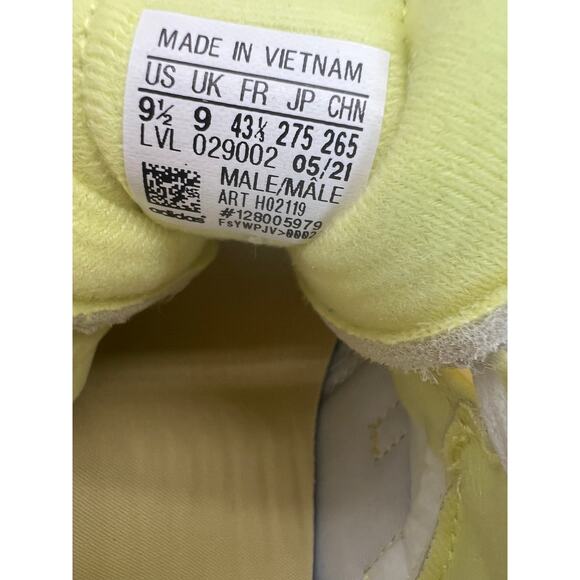 MADE IN VIETNAM
US UK FR JP CHN
9½ 9 43⅓ 275 265
LVL 029002 05/21
MALE/MÂLE
ART H02119
#128005979
adidas